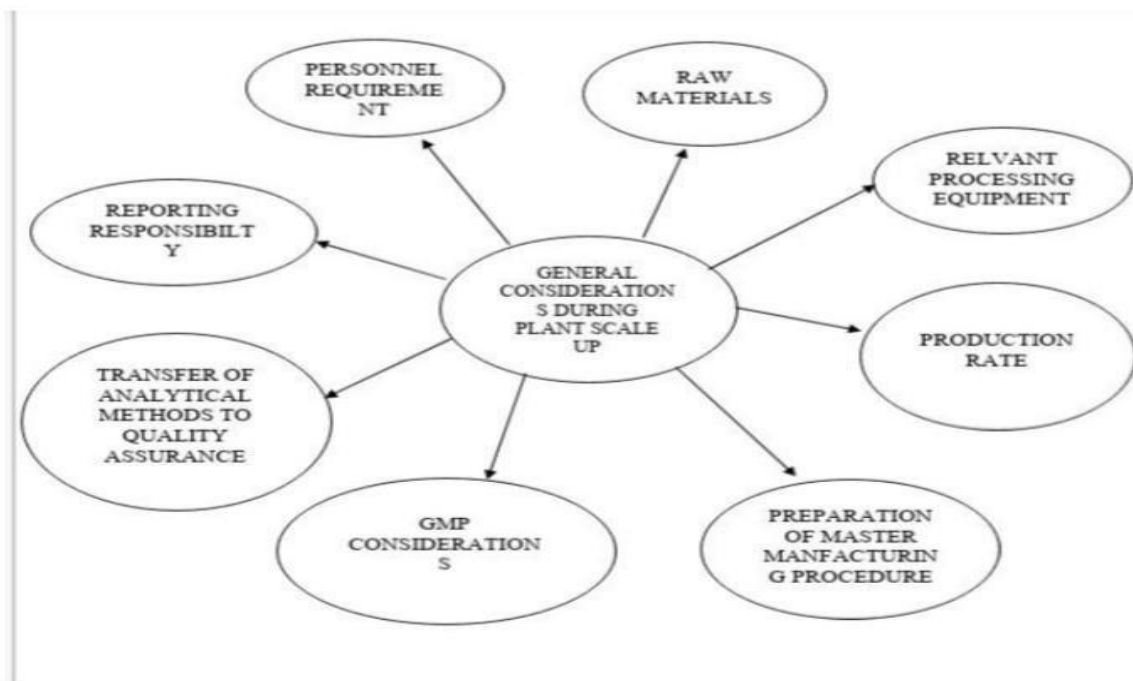 PERSONNEL
REQUIREME
NT
RAW
MATERIALS
RELVANT
PROCESSING
EQUIPMENT
REPORTING
RESPONSIBILT
Y
GENERAL
CONSIDERATION
S DURING
PLANT SCALE
UP
PRODUCTION
RATE
TRANSFER OF
ANALYTICAL
METHODS TO
QUALITY
ASSURANCE
GMP
CONSIDERATION
S
PREPARATION
OF MASTER
MANFACTURIN
G PROCEDURE